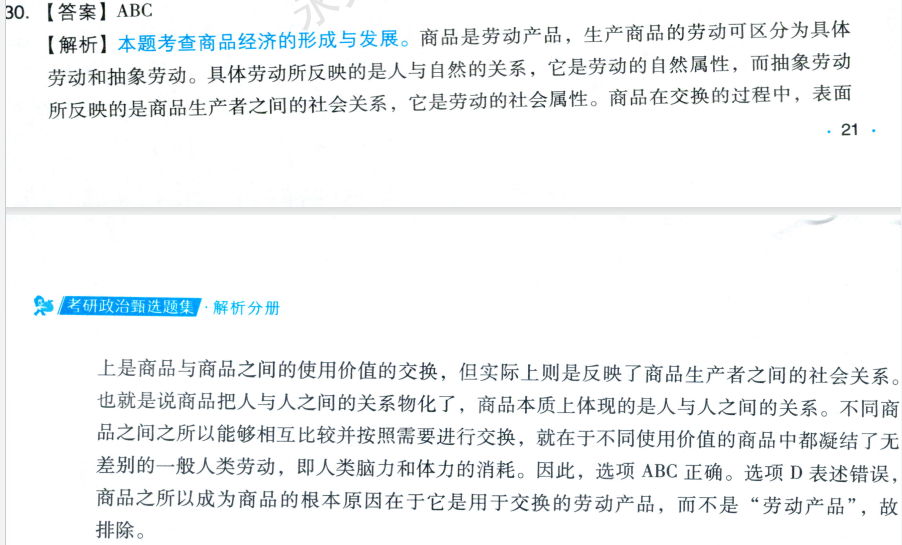 30. 【答案】ABC
【解析】本题考查商品经济的形成与发展。商品是劳动产品，生产商品的劳动可区分为具体
劳动和抽象劳动。具体劳动所反映的是人与自然的关系，它是劳动的自然属性，而抽象劳动
所反映的是商品生产者之间的社会关系，它是劳动的社会属性。商品在交换的过程中，表面
· 21 ·
考研政治甄选题集·解析分册
上是商品与商品之间的使用价值的交换，但实际上则是反映了商品生产者之间的社会关系。
也就是说商品把人与人之间的关系物化了，商品本质上体现的是人与人之间的关系。不同商
品之间之所以能够相互比较并按照需要进行交换，就在于不同使用价值的商品中都凝结了无
差别的一般人类劳动，即人类脑力和体力的消耗。因此，选项 ABC 正确。选项 D 表述错误，
商品之所以成为商品的根本原因在于它是用于交换的劳动产品，而不是“劳动产品”，故
排除。